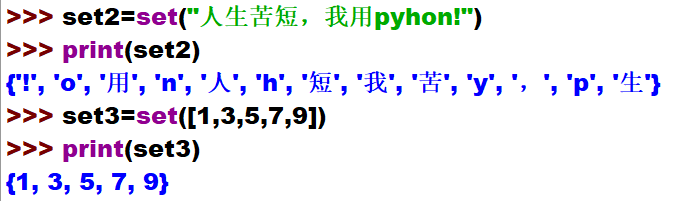 >>> set2=set("人生苦短，我用pyhon!")
>>> print(set2)
{'!', 'o', '用', 'n', '人', 'h', '短', '我', '苦', 'y', '，', 'p', '生'}
>>> set3=set([1,3,5,7,9])
>>> print(set3)
{1, 3, 5, 7, 9}